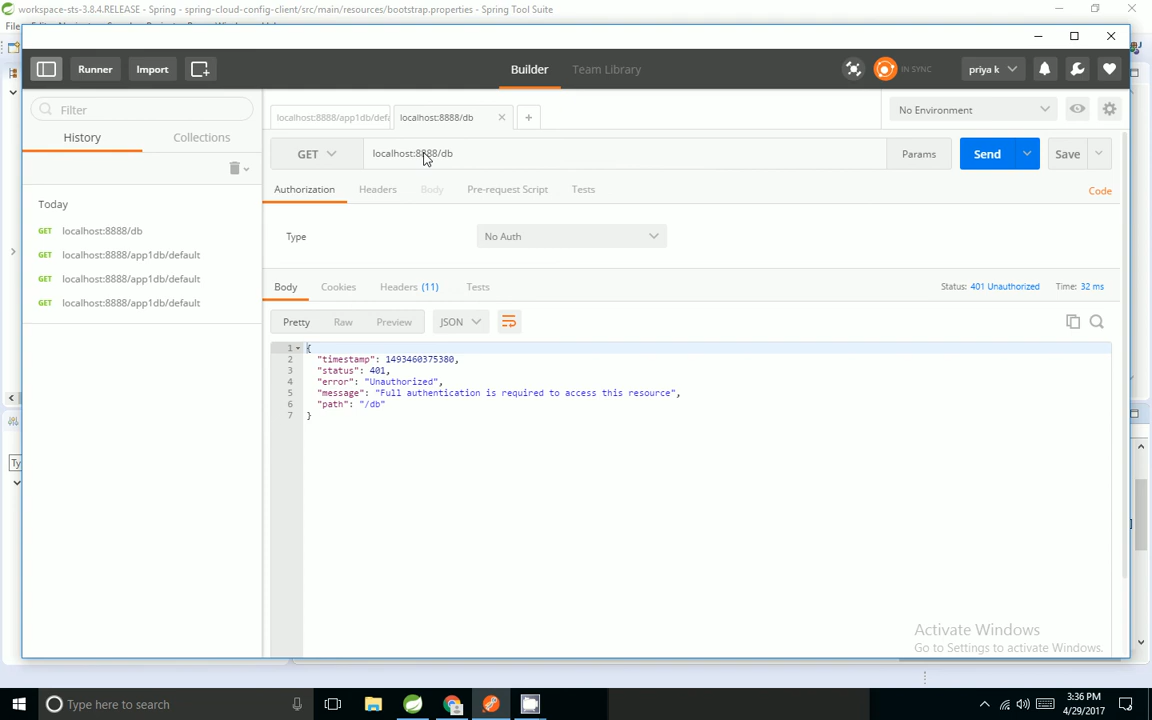 workspace-sts-3.8.4.RELEASE - Spring - spring-cloud-config-client/src/main/resources/bootstrap.properties - Spring Tool Suite
File
Runner
Import
Builder
Team Library
IN SYNC
priya k
Filter
History
Collections
localhost:8888/app1db/defa
localhost:8888/db
No Environment
GET
localhost:8888/db
Params
Send
Save
Authorization
Headers
Body
Pre-request Script
Tests
Code
Today
GET localhost:8888/db
GET localhost:8888/app1db/default
GET localhost:8888/app1db/default
GET localhost:8888/app1db/default
Type
No Auth
Body
Cookies
Headers (11)
Tests
Status: 401 Unauthorized
Time: 32 ms
Pretty
Raw
Preview
JSON
1 {
2 "timestamp": 1493460375380,
3 "status": 401,
4 "error": "Unauthorized",
5 "message": "Full authentication is required to access this resource",
6 "path": "/db"
7 }
Ty
Activate Windows
Go to Settings to activate Windows.
Type here to search
3:36 PM
4/29/2017